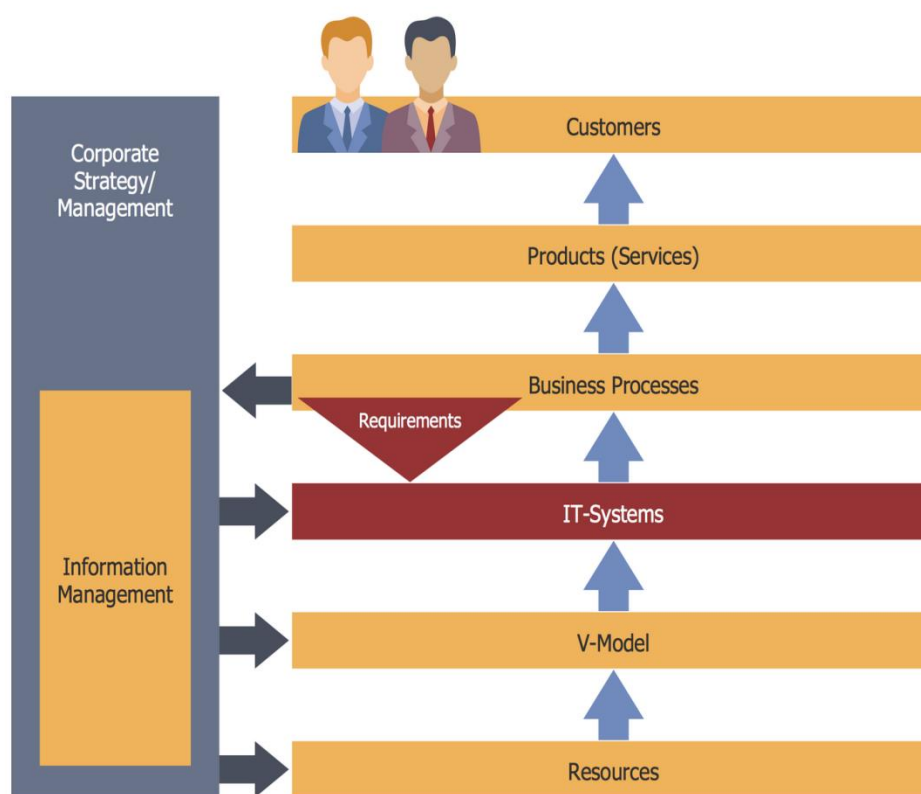 Customers
Corporate
Strategy/
Management
Products (Services)
Business Processes
Requirements
IT-Systems
Information
Management
V-Model
Resources